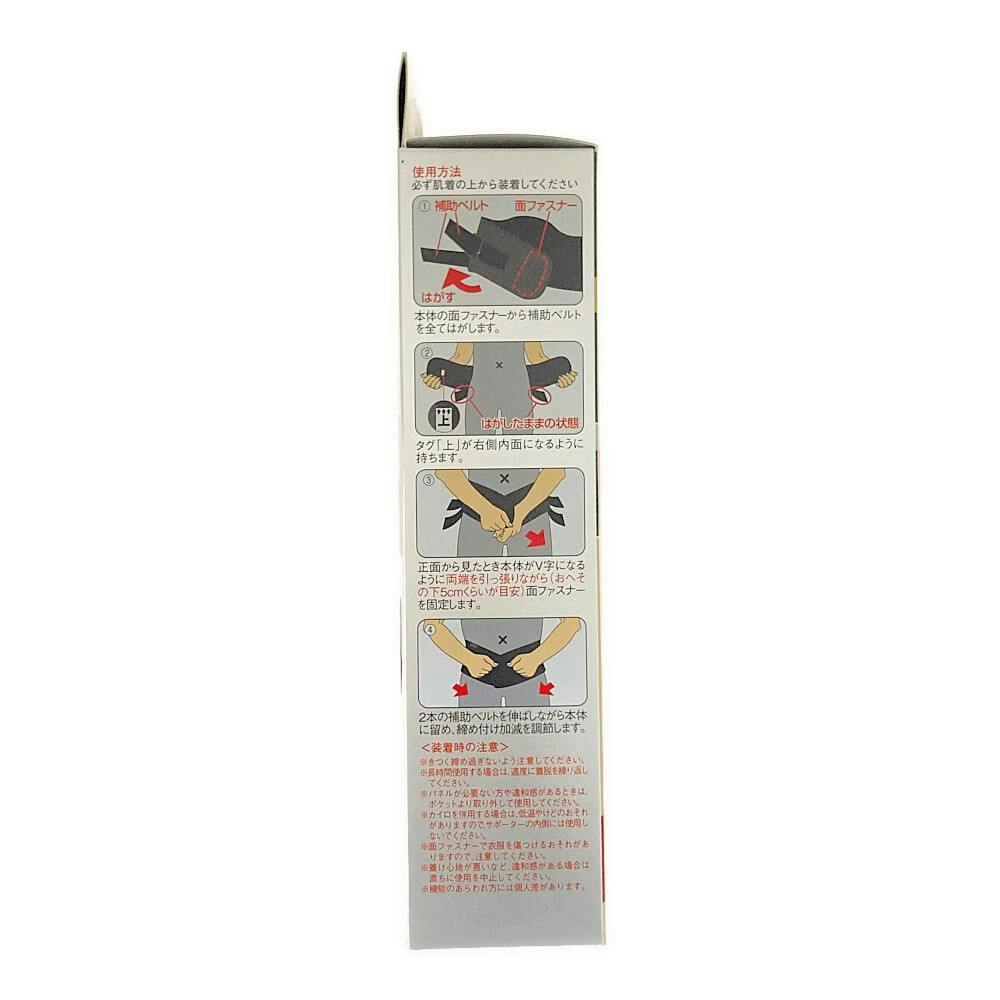 使用方法
必ず肌着の上から装着してください
① 補助ベルト 面ファスナー
はがす
本体の面ファスナーから補助ベルト
を全てはがします。
②
上
はがしたままの状態
タグ「上」が右側内面になるように
持ちます。
③
正面から見たとき本体がV字になる
ように両端を引っ張りながら(おへそ
の下5cmくらいが目安)面ファスナー
を固定します。
④
2本の補助ベルトを伸ばしながら本体
に留め、締め付け加減を調節します。
<装着時の注意>
※きつく締め過ぎないよう注意してください。
※長時間使用する場合は、適度に着脱を繰り返し
てください。
※パネルが必要ない方や違和感があるときは、
ポケットより取り外して使用してください。
※カイロを併用する場合は、低温やけどのおそれ
がありますので、サポーターの内側には使用し
ないでください。
※面ファスナーで衣服を傷つけるおそれがあ
りますので、注意してください。
※着け心地が悪いなど、違和感がある場合は
直ちに使用を中止してください。
※機能のあらわれ方には個人差があります。